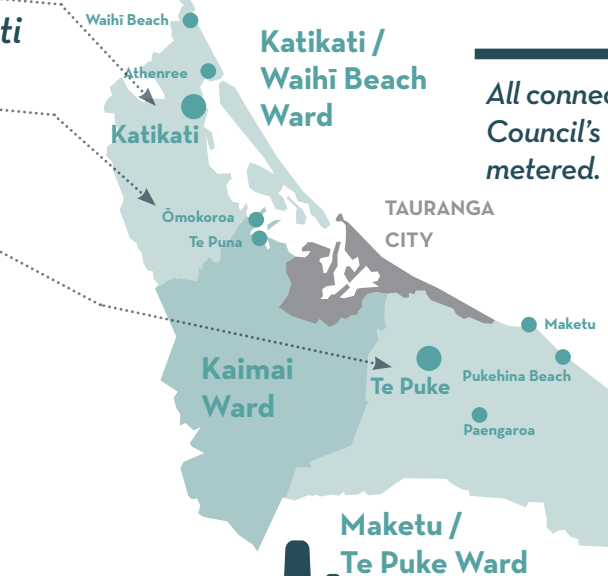 ti
Waihī Beach
Athenree
Katikati
Katikati /
Waihī Beach
Ward
All connec
Council's
metered.
Ōmokoroa
Te Puna
TAURANGA
CITY
Maketu
Pukehina Beach
Te Puke
Paengaroa
Kaimai
Ward
Maketu /
Te Puke Ward